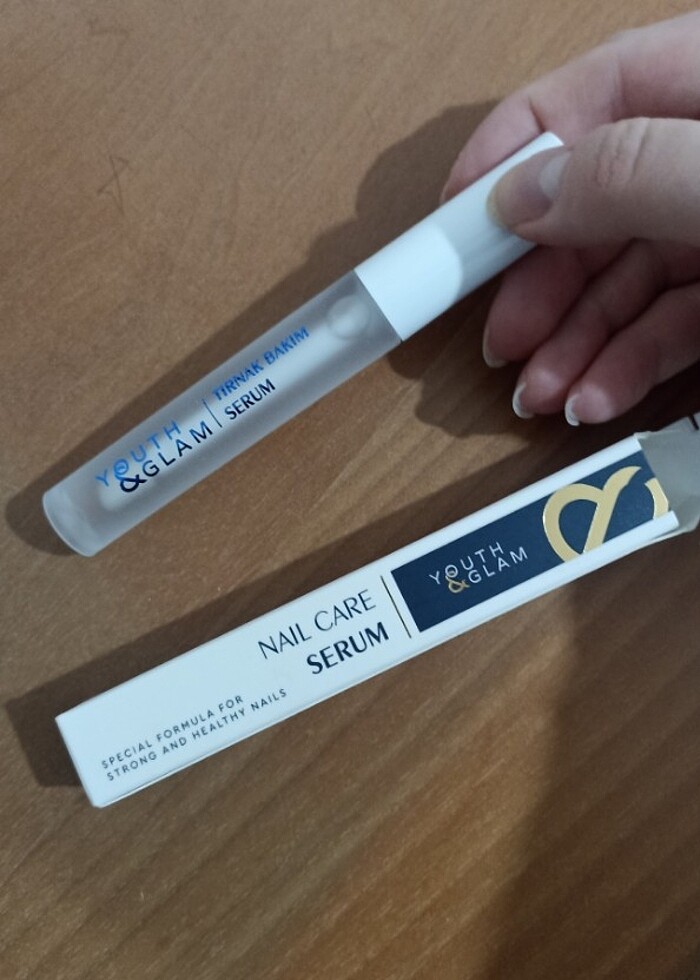 YOUTH
&GLAM
TIRNAK BAKIM
SERUM
YOUTH
&GLAM
NAIL CARE
SERUM
SPECIAL FORMULA FOR
STRONG AND HEALTHY NAILS